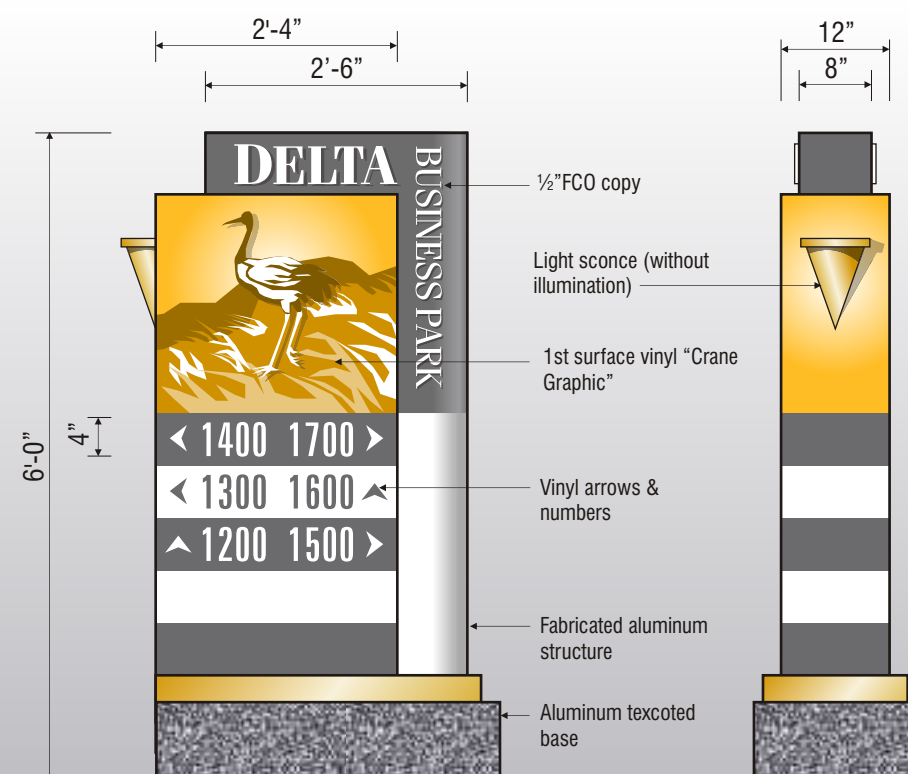 2'-4”
2’-6”
12”
8”
DELTA
BUSINESS PARK
½”FCO copy
Light sconce (without
illumination)
1st surface vinyl “Crane
Graphic”
6'-0”
4”
1400 1700
1300 1600
1200 1500
Vinyl arrows &
numbers
Fabricated aluminum
structure
Aluminum texcoted
base